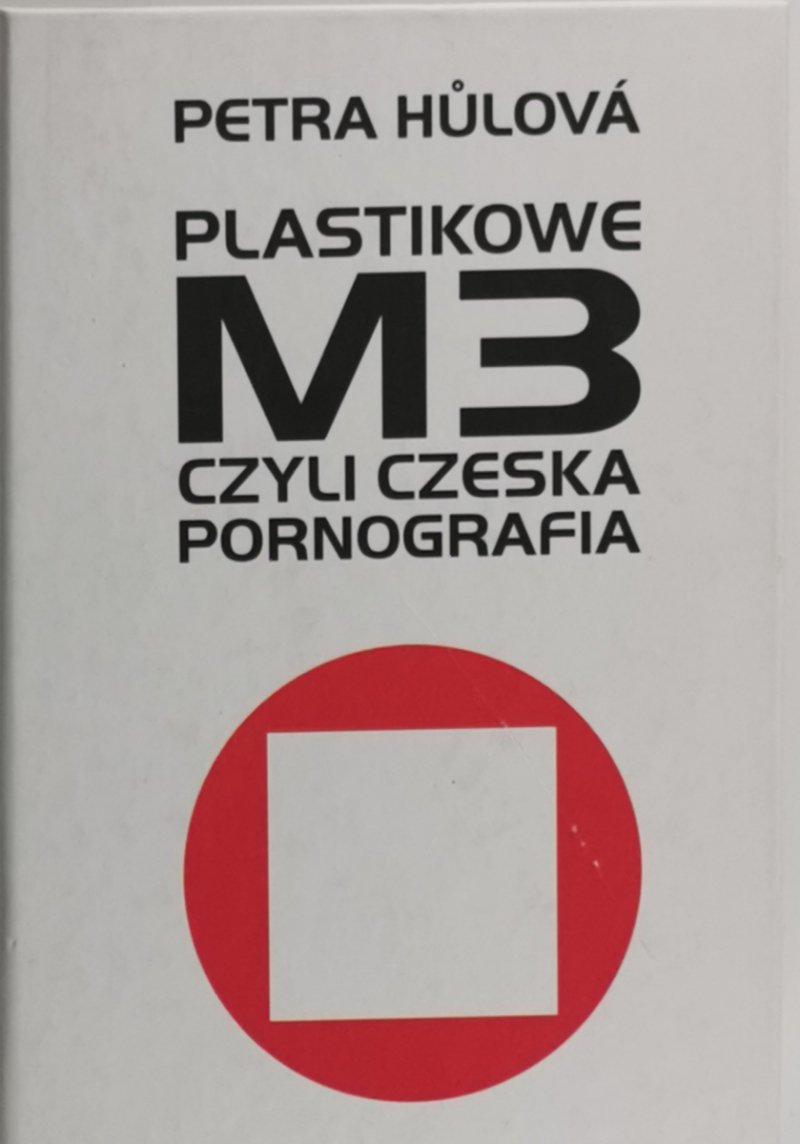 PETRA HŮLOVÁ
PLASTIKOWE
M3
CZYLI CZESKA
PORNOGRAFIA